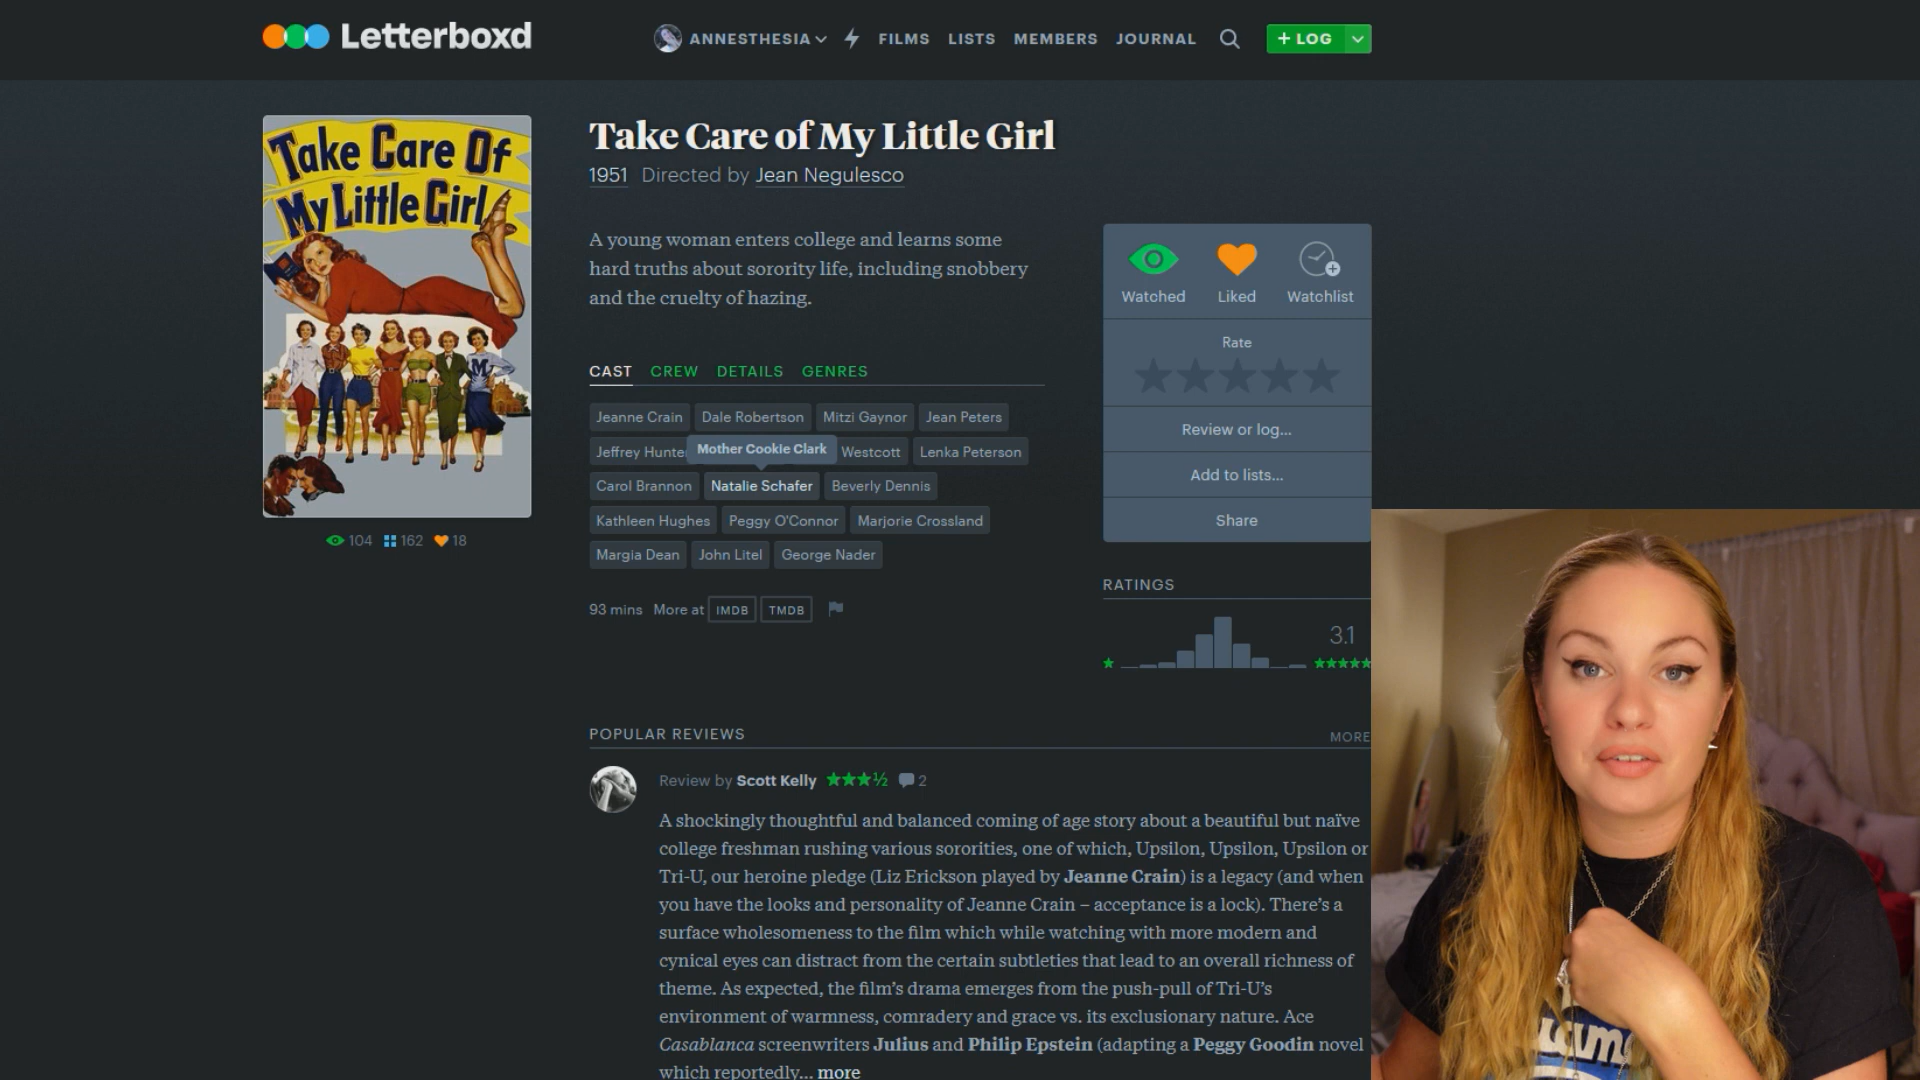 Letterboxd
ANNESTHESIA
FILMS
LISTS
MEMBERS
JOURNAL
+ LOG
Take Care Of
My Little Girl
M
104
162
18
Take Care of My Little Girl
1951 Directed by Jean Negulesco
A young woman enters college and learns some
hard truths about sorority life, including snobbery
and the cruelty of hazing.
CAST CREW DETAILS GENRES
Jeanne Crain Dale Robertson Mitzi Gaynor Jean Peters
Jeffrey Hunte Mother Cookie Clark Westcott Lenka Peterson
Carol Brannon Natalie Schafer Beverly Dennis
Kathleen Hughes Peggy O'Connor Marjorie Crossland
Margia Dean John Litel George Nader
93 mins More at IMDB TMDB
Watched Liked Watchlist
Rate
Review or log...
Add to lists...
Share
RATINGS
3.1
POPULAR REVIEWS
MORE
Review by Scott Kelly ★★★½ 2
A shockingly thoughtful and balanced coming of age story about a beautiful but naïve
college freshman rushing various sororities, one of which, Upsilon, Upsilon, Upsilon or
Tri-U, our heroine pledge (Liz Erickson played by Jeanne Crain) is a legacy (and when
you have the looks and personality of Jeanne Crain – acceptance is a lock). There's a
surface wholesomeness to the film which while watching with more modern and
cynical eyes can distract from the certain subtleties that lead to an overall richness of
theme. As expected, the film's drama emerges from the push-pull of Tri-U's
environment of warmness, comradery and grace vs. its exclusionary nature. Ace
Casablanca screenwriters Julius and Philip Epstein (adapting a Peggy Goodin novel
which reportedly... more